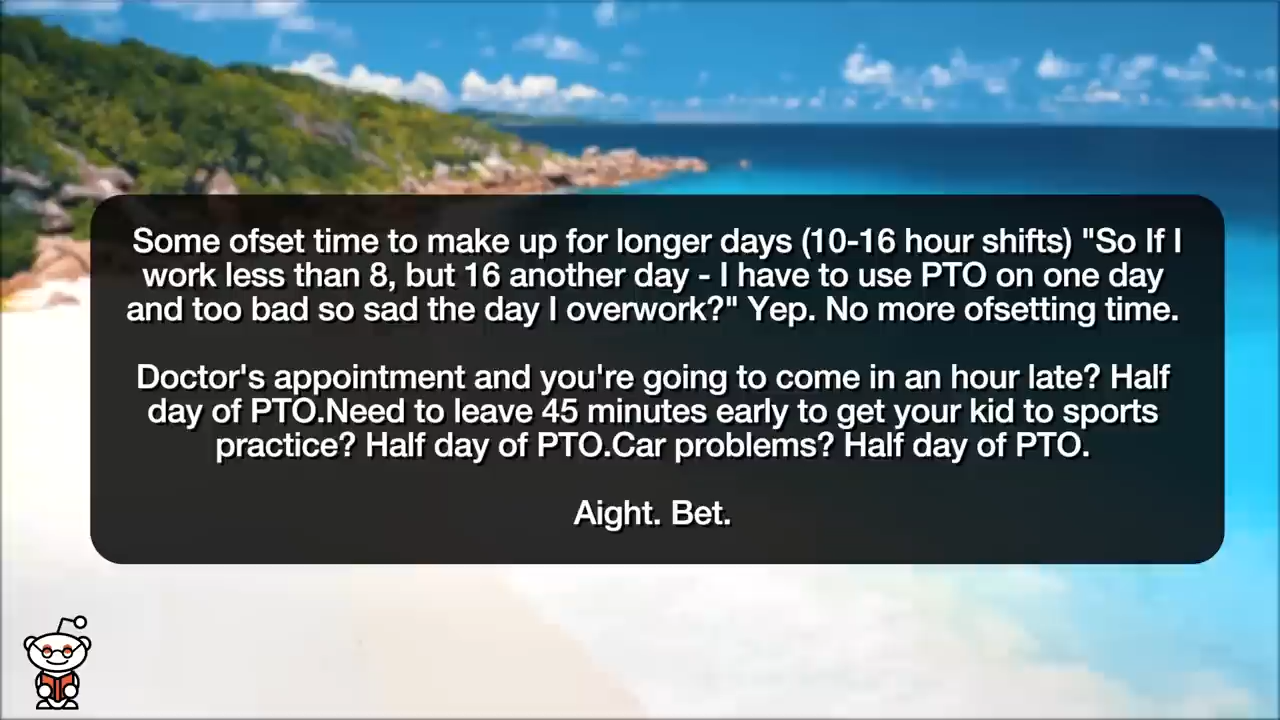 Some ofset time to make up for longer days (10-16 hour shifts) "So If I
work less than 8, but 16 another day - I have to use PTO on one day
and too bad so sad the day I overwork?" Yep. No more ofsetting time.
Doctor's appointment and you're going to come in an hour late? Half
day of PTO.Need to leave 45 minutes early to get your kid to sports
practice? Half day of PTO.Car problems? Half day of PTO.
Aight. Bet.